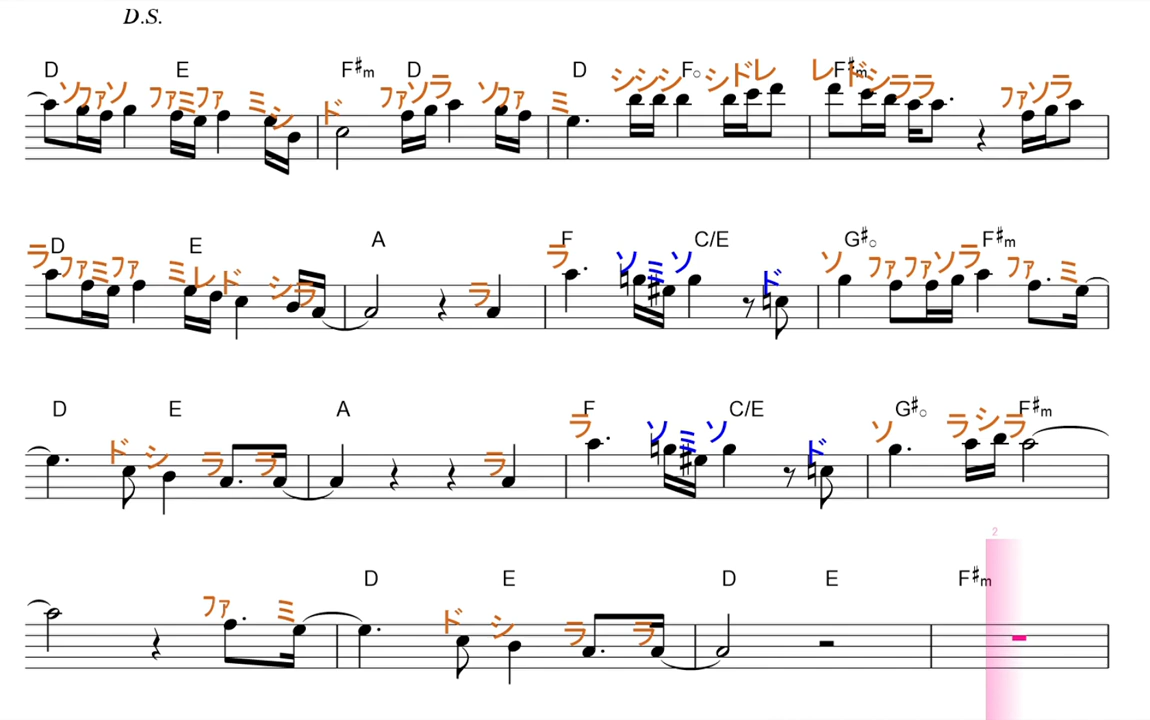 D.S.
D E F♯m D D F○ F♯m
ソ ファ ソ ファ ミ ファ ミ シ ド ファ ソ ラ ソ ファ ミ シ シ シ シ ド レ レ ド シ ラ ラ ファ ソ ラ
D E A F C/E G♯○ F♯m
ラ ファ ミ ファ ミ レ ド シ ラ ラ ラ ソ ミ ソ ド ソ ファ ファ ソ ラ ファ ミ
D E A F C/E G♯○ F♯m
ド シ ラ ラ ラ ラ ソ ミ ソ ド ソ ラ シ ラ
2
D E D E F♯m
ファ ミ ド シ ラ ラ